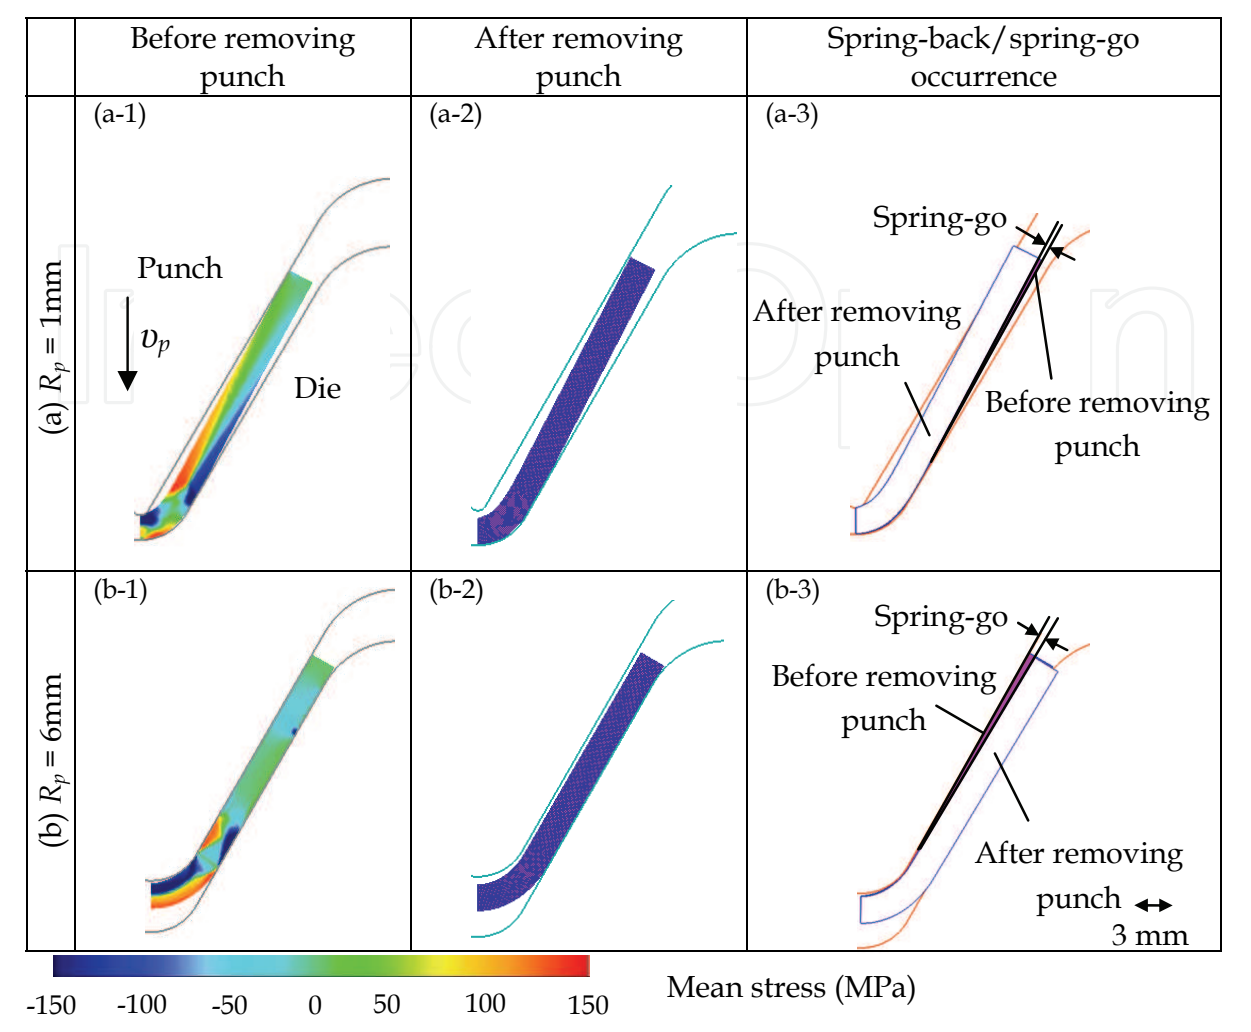 Before removing
punch
After removing
punch
Spring-back/spring-go
occurrence
(a) Rp = 1mm
(a-1)
Punch
υp
Die
(a-2)
(a-3)
Spring-go
After removing
punch
Before removing
punch
(b) Rp = 6mm
(b-1)
(b-2)
(b-3)
Spring-go
Before removing
punch
After removing
punch
3 mm
-150 -100 -50 0 50 100 150
Mean stress (MPa)